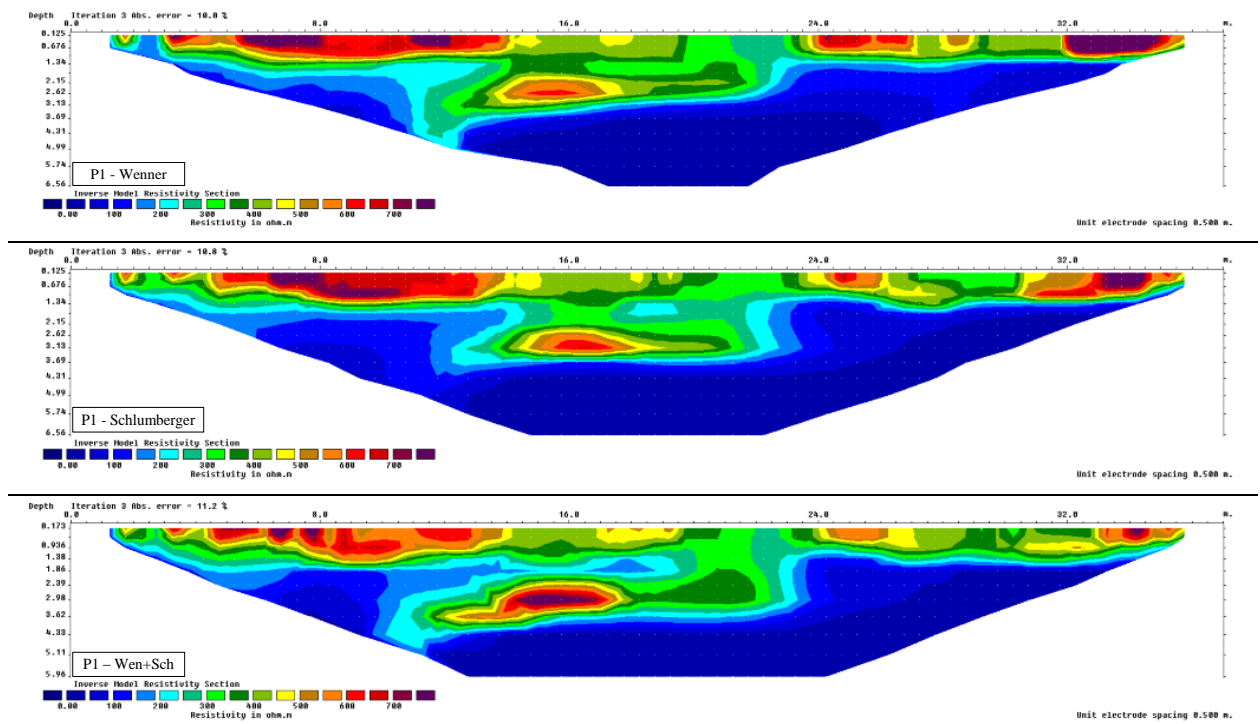 Depth Iteration 3 Abs. error = 10.0 %
0.0 8.0 16.0 24.0 32.0 m.
0.125
0.676
1.34
2.15
2.62
3.13
3.69
4.31
4.99
5.74
6.56
P1 - Wenner
Inverse Model Resistivity Section
0.00 100 200 300 400 500 600 700
Resistivity in ohm.m
Unit electrode spacing 0.500 m.
Depth Iteration 3 Abs. error = 10.8 %
0.0 8.0 16.0 24.0 32.0 m.
0.125
0.676
1.34
2.15
2.62
3.13
3.69
4.31
4.99
5.74
6.56
P1 - Schlumberger
Inverse Model Resistivity Section
0.00 100 200 300 400 500 600 700
Resistivity in ohm.m
Unit electrode spacing 0.500 m.
Depth Iteration 3 Abs. error = 11.2 %
0.0 8.0 16.0 24.0 32.0 m.
0.173
0.936
1.38
1.86
2.39
2.98
3.62
4.33
5.11
5.96
P1 – Wen+Sch
Inverse Model Resistivity Section
0.00 100 200 300 400 500 600 700
Resistivity in ohm.m
Unit electrode spacing 0.500 m.